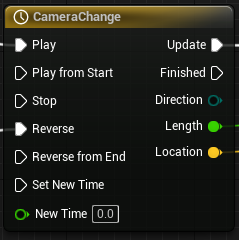 CameraChange
Play
Update
Play from Start
Finished
Stop
Direction
Reverse
Length
Reverse from End
Location
Set New Time
New Time 0.0